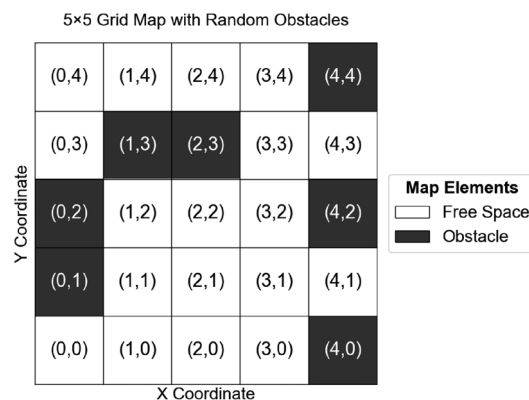 5×5 Grid Map with Random Obstacles
(0,4) (1,4) (2,4) (3,4) (4,4)
(0,3) (1,3) (2,3) (3,3) (4,3)
(0,2) (1,2) (2,2) (3,2) (4,2)
(0,1) (1,1) (2,1) (3,1) (4,1)
(0,0) (1,0) (2,0) (3,0) (4,0)
Y Coordinate
X Coordinate
Map Elements
Free Space
Obstacle